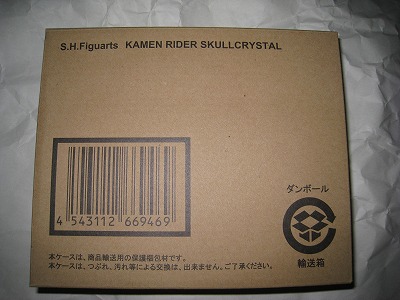 S.H.Figuarts KAMEN RIDER SKULLCRYSTAL
4 543112 669469
ダンボール
輸送箱
本ケースは、商品輸送用の保護梱包材です。
本ケースは、つぶれ、汚れ等による交換は、出来ません。ご了承ください。